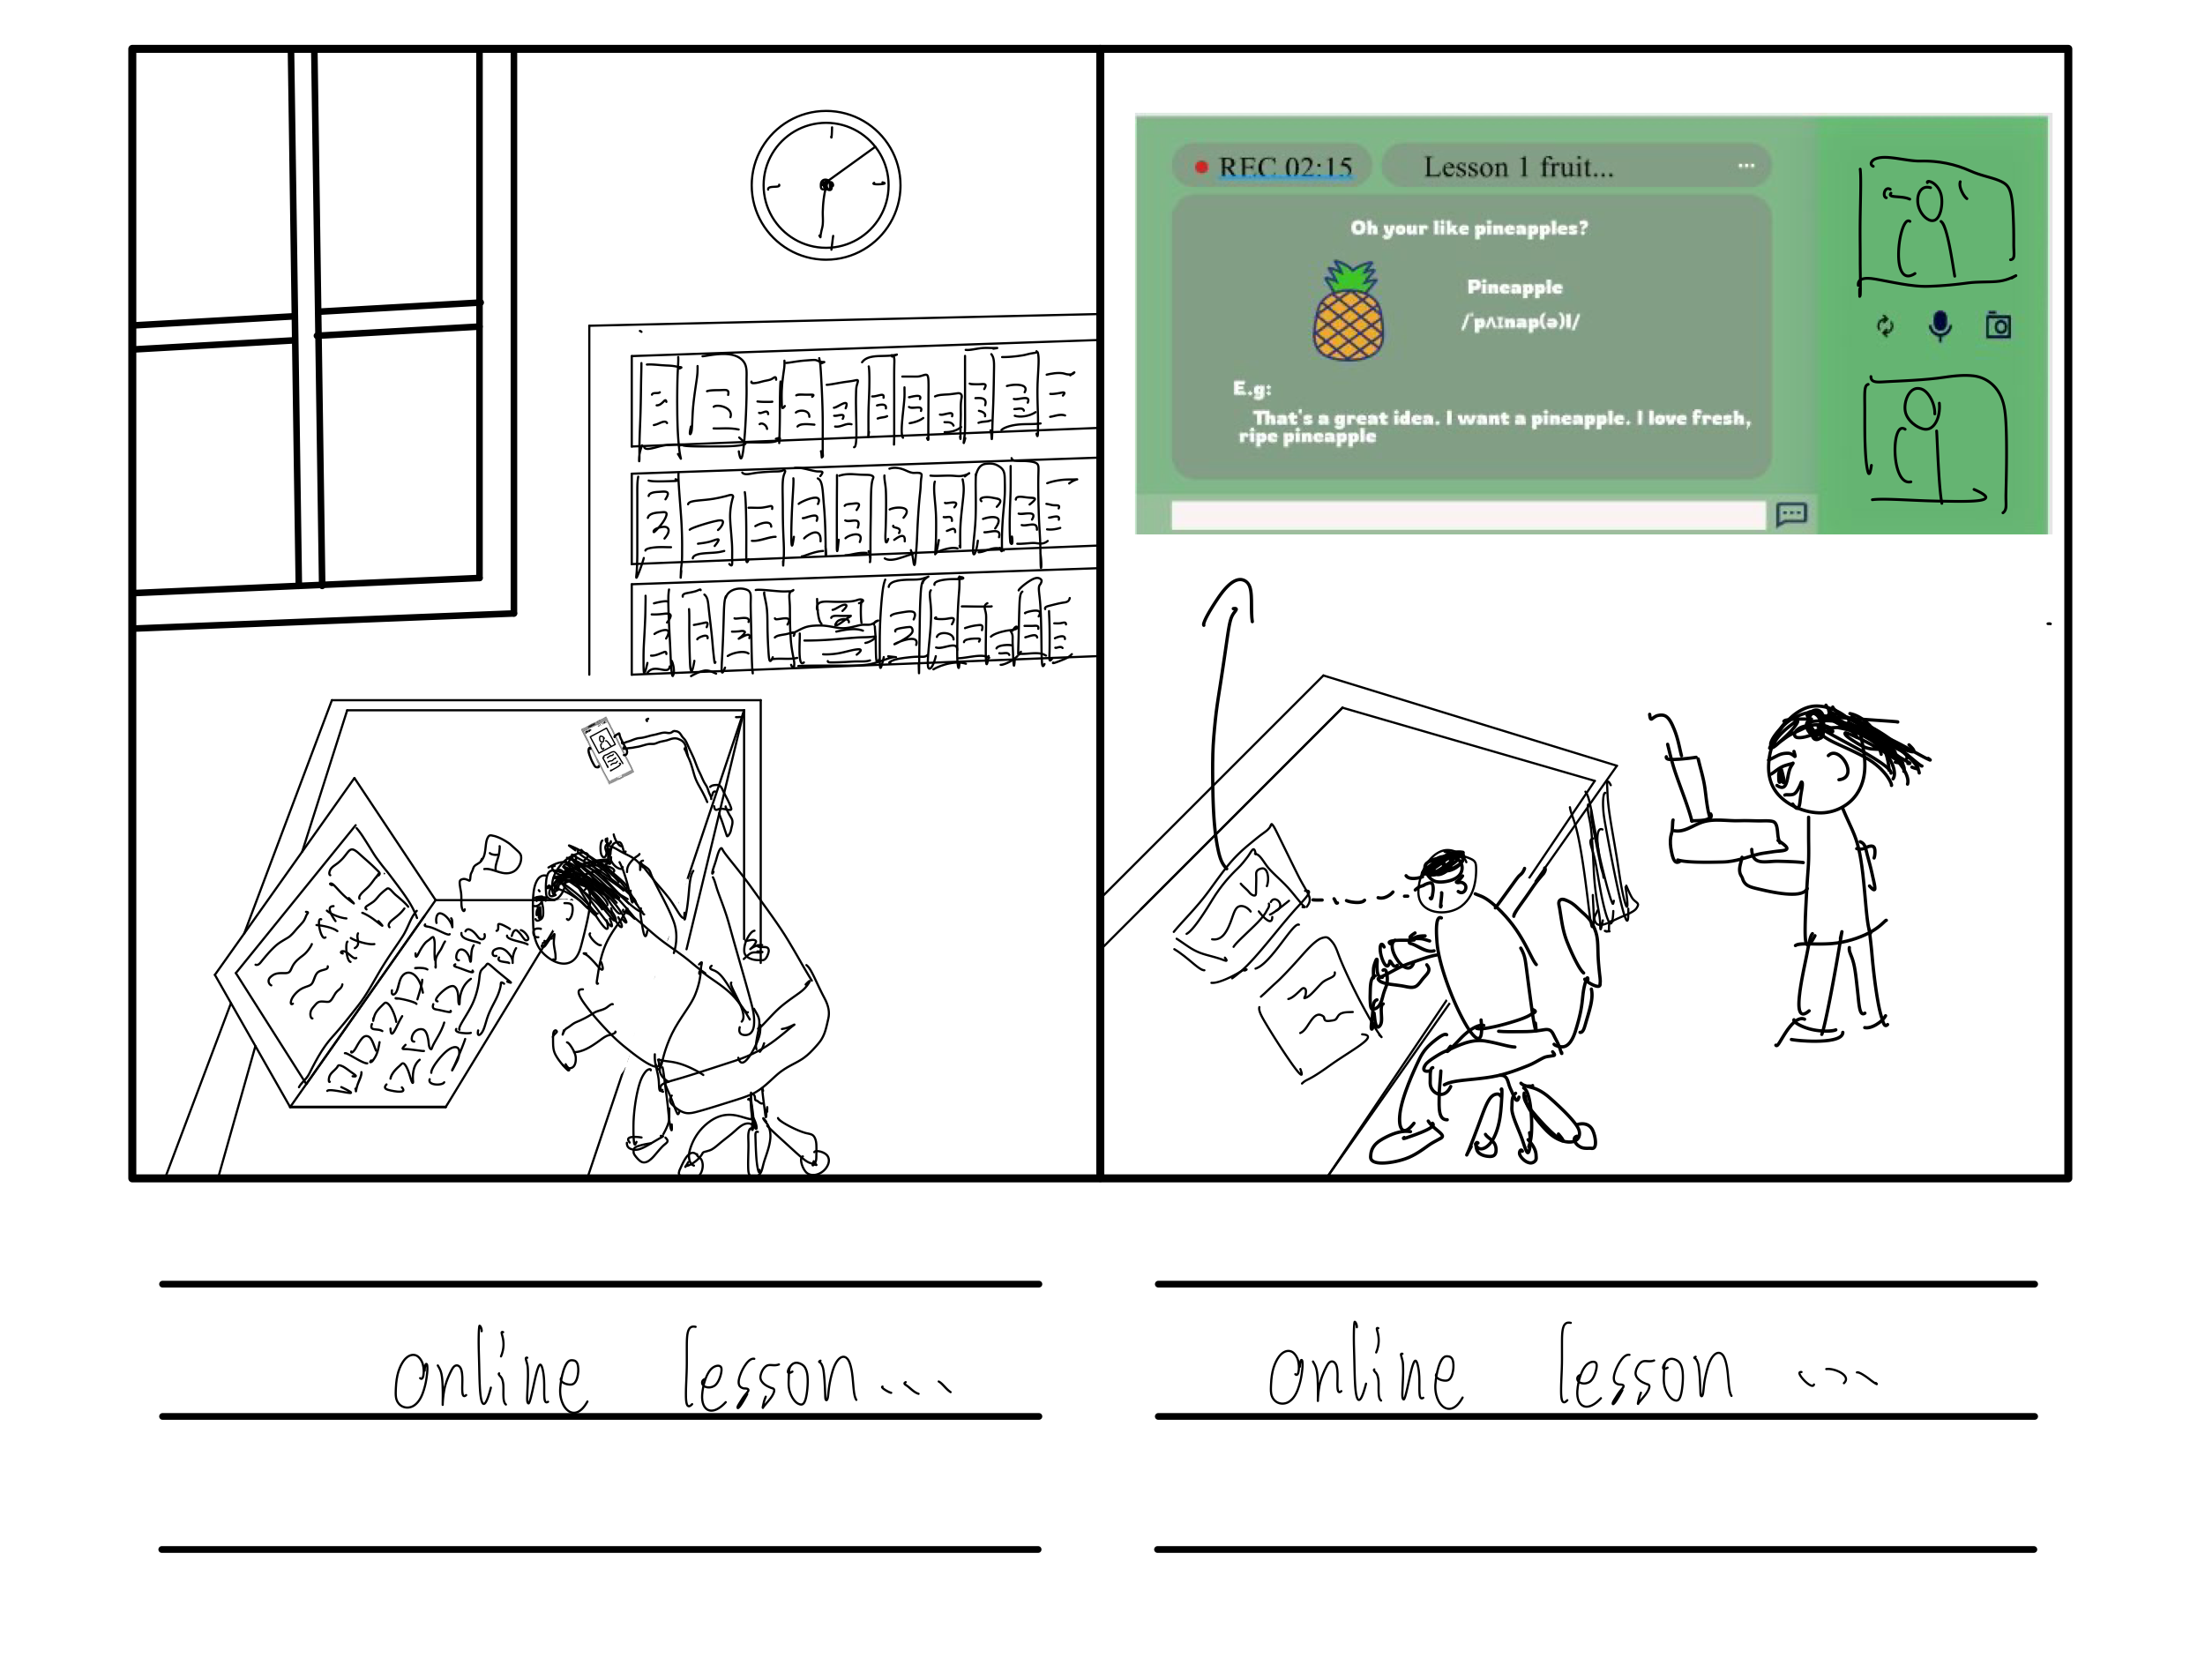 REC 02:15
Lesson 1 fruit...
Oh your like pineapples?
Pineapple
/ˈpʌɪnap(ə)l/
E.g:
That's a great idea. I want a pineapple. I love fresh,
ripe pineapple
online lesson...
online lesson ...